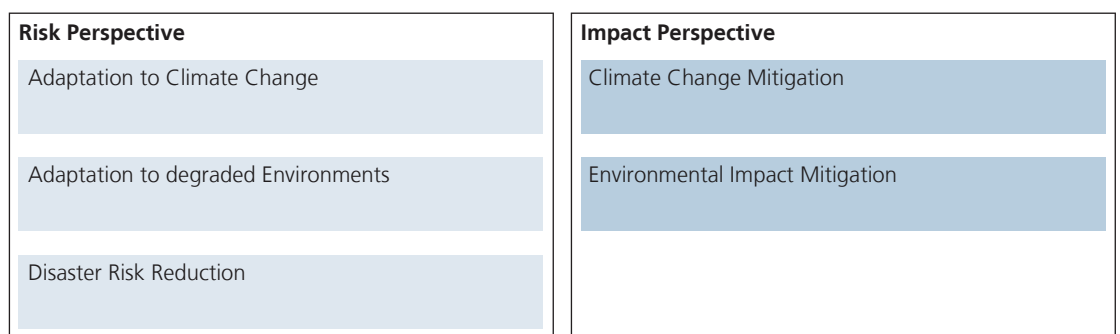 Risk Perspective
Adaptation to Climate Change
Adaptation to degraded Environments
Disaster Risk Reduction
Impact Perspective
Climate Change Mitigation
Environmental Impact Mitigation